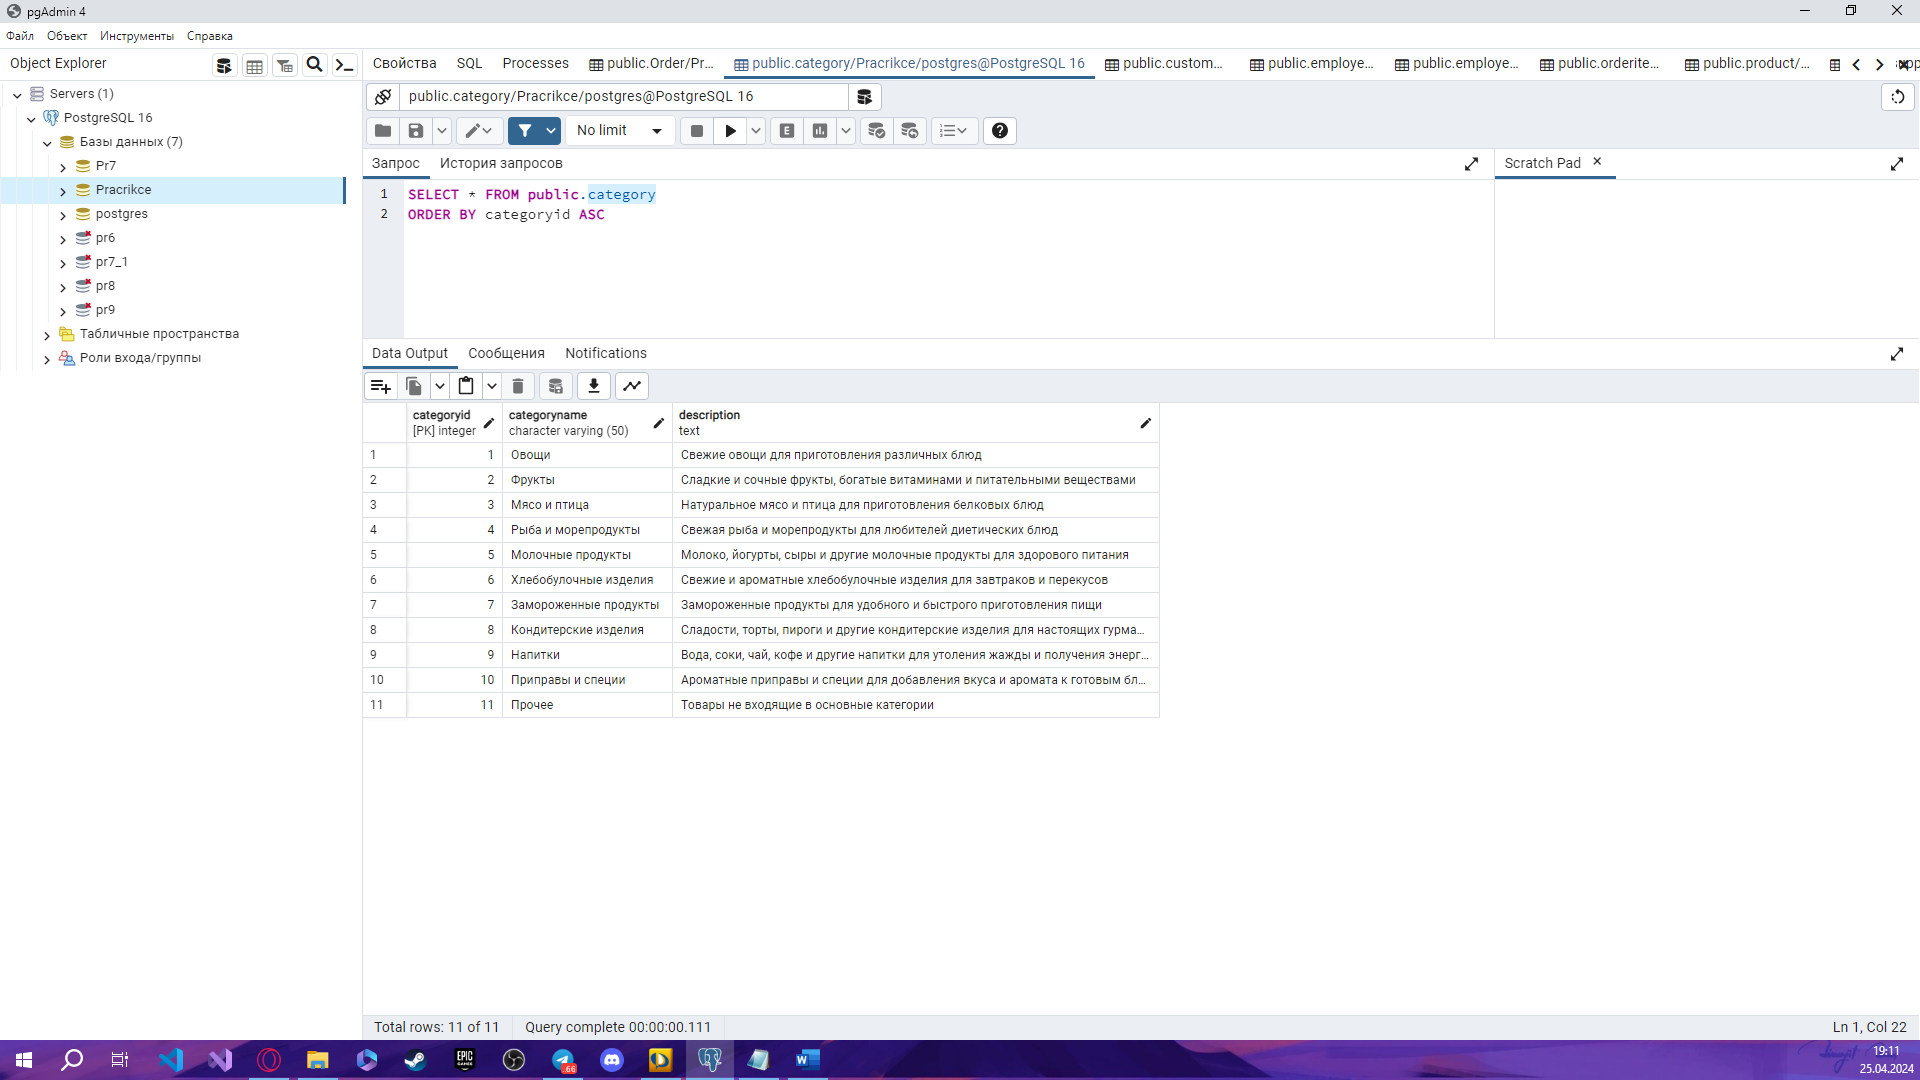 pgAdmin 4
Файл Объект Инструменты Справка
Object Explorer
Свойства SQL Processes public.Order/Pr... public.category/Pracrikce/postgres@PostgreSQL 16 public.custom... public.employe... public.employe... public.orderite... public.product/...
Servers (1)
PostgreSQL 16
Базы данных (7)
Pr7
Pracrikce
postgres
pr6
pr7_1
pr8
pr9
Табличные пространства
Роли входа/группы
public.category/Pracrikce/postgres@PostgreSQL 16
No limit
E
Запрос История запросов
Scratch Pad
1 SELECT * FROM public.category
2 ORDER BY categoryid ASC
Data Output Сообщения Notifications
categoryid categoryname description
[PK] integer character varying (50) text
1 1 Овощи Свежие овощи для приготовления различных блюд
2 2 Фрукты Сладкие и сочные фрукты, богатые витаминами и питательными веществами
3 3 Мясо и птица Натуральное мясо и птица для приготовления белковых блюд
4 4 Рыба и морепродукты Свежая рыба и морепродукты для любителей диетических блюд
5 5 Молочные продукты Молоко, йогурты, сыры и другие молочные продукты для здорового питания
6 6 Хлебобулочные изделия Свежие и ароматные хлебобулочные изделия для завтраков и перекусов
7 7 Замороженные продукты Замороженные продукты для удобного и быстрого приготовления пищи
8 8 Кондитерские изделия Сладости, торты, пироги и другие кондитерские изделия для настоящих гурма...
9 9 Напитки Вода, соки, чай, кофе и другие напитки для утоления жажды и получения энерг...
10 10 Приправы и специи Ароматные приправы и специи для добавления вкуса и аромата к готовым бл...
11 11 Прочее Товары не входящие в основные категории
Total rows: 11 of 11 Query complete 00:00:00.111
Ln 1, Col 22
EPIC GAMES
.66
19:11
25.04.2024